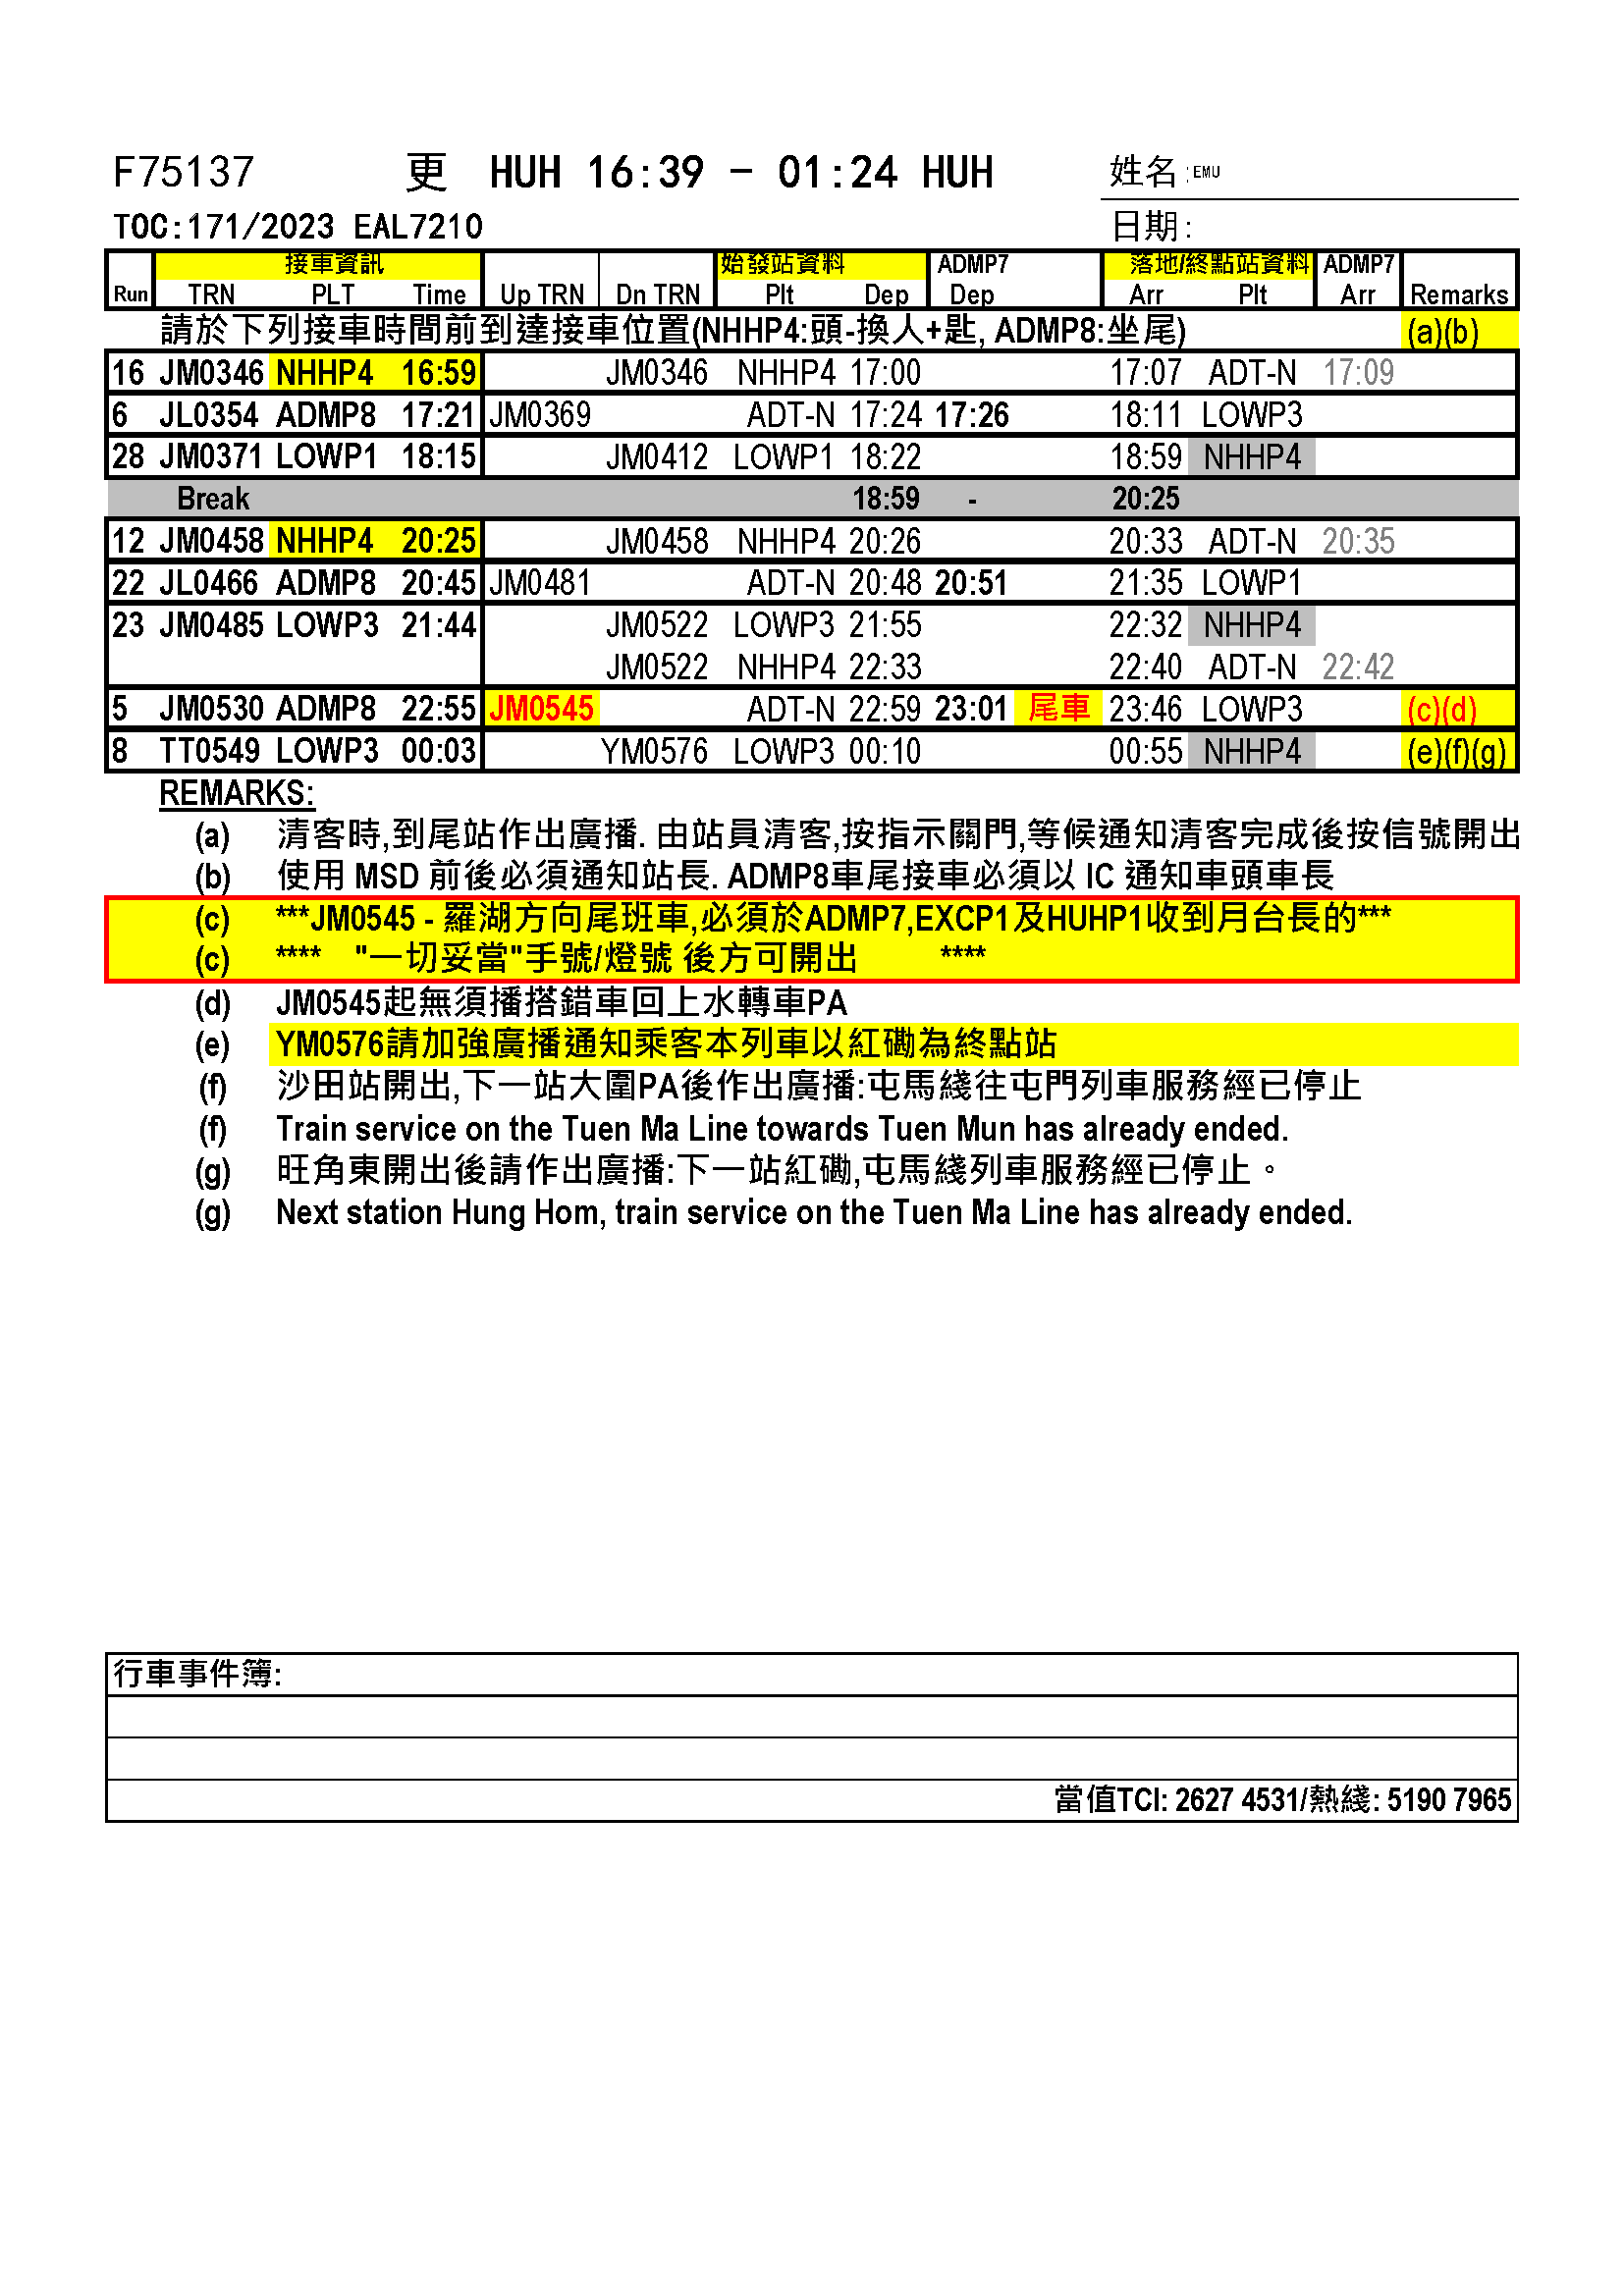 F75137 更 HUH 16:39 - 01:24 HUH 姓名:EMU
TOC:171/2023 EAL7210 日期:
接車資訊 始發站資料 ADMP7 落地/終點站資料 ADMP7
Run TRN PLT Time Up TRN Dn TRN Plt Dep Dep Arr Plt Arr Remarks
請於下列接車時間前到達接車位置(NHHP4:頭-換人+匙, ADMP8:坐尾) (a)(b)
16 JM0346 NHHP4 16:59 JM0346 NHHP4 17:00 17:07 ADT-N 17:09
6 JL0354 ADMP8 17:21 JM0369 ADT-N 17:24 17:26 18:11 LOWP3
28 JM0371 LOWP1 18:15 JM0412 LOWP1 18:22 18:59 NHHP4
Break 18:59 - 20:25
12 JM0458 NHHP4 20:25 JM0458 NHHP4 20:26 20:33 ADT-N 20:35
22 JL0466 ADMP8 20:45 JM0481 ADT-N 20:48 20:51 21:35 LOWP1
23 JM0485 LOWP3 21:44 JM0522 LOWP3 21:55 22:32 NHHP4
JM0522 NHHP4 22:33 22:40 ADT-N 22:42
5 JM0530 ADMP8 22:55 JM0545 ADT-N 22:59 23:01 尾車 23:46 LOWP3 (c)(d)
8 TT0549 LOWP3 00:03 YM0576 LOWP3 00:10 00:55 NHHP4 (e)(f)(g)
REMARKS:
(a) 清客時,到尾站作出廣播. 由站員清客,按指示關門,等候通知清客完成後按信號開出
(b) 使用 MSD 前後必須通知站長. ADMP8車尾接車必須以 IC 通知車頭車長
(c) ***JM0545 - 羅湖方向尾班車,必須於ADMP7,EXCP1及HUHP1收到月台長的***
(c) **** "一切妥當"手號/燈號 後方可開出 ****
(d) JM0545起無須播搭錯車回上水轉車PA
(e) YM0576請加強廣播通知乘客本列車以紅磡為終點站
(f) 沙田站開出,下一站大圍PA後作出廣播:屯馬綫往屯門列車服務經已停止
(f) Train service on the Tuen Ma Line towards Tuen Mun has already ended.
(g) 旺角東開出後請作出廣播:下一站紅磡,屯馬綫列車服務經已停止。
(g) Next station Hung Hom, train service on the Tuen Ma Line has already ended.
行車事件簿:
當值TCI: 2627 4531/熱綫: 5190 7965